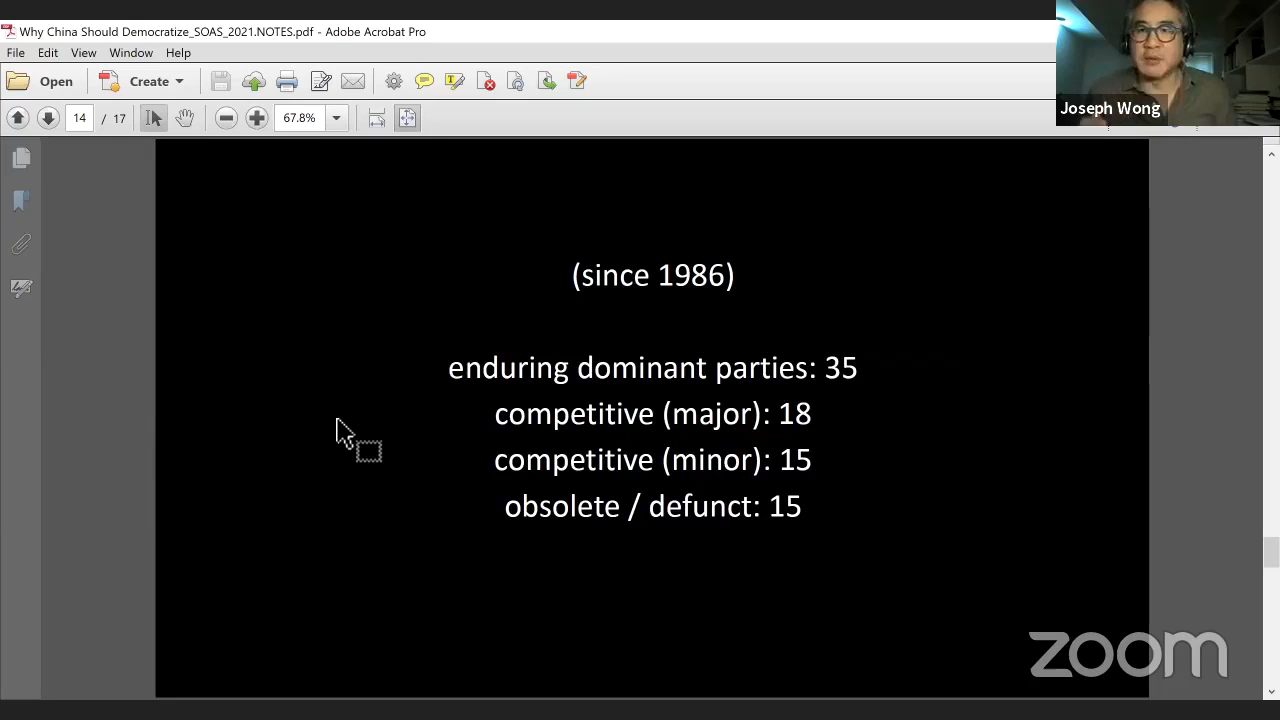 Why China Should Democratize_SOAS_2021.NOTES.pdf - Adobe Acrobat Pro
File Edit View Window Help
Open Create
14 / 17 67.8%
Joseph Wong
(since 1986)
enduring dominant parties: 35
competitive (major): 18
competitive (minor): 15
obsolete / defunct: 15
zoom